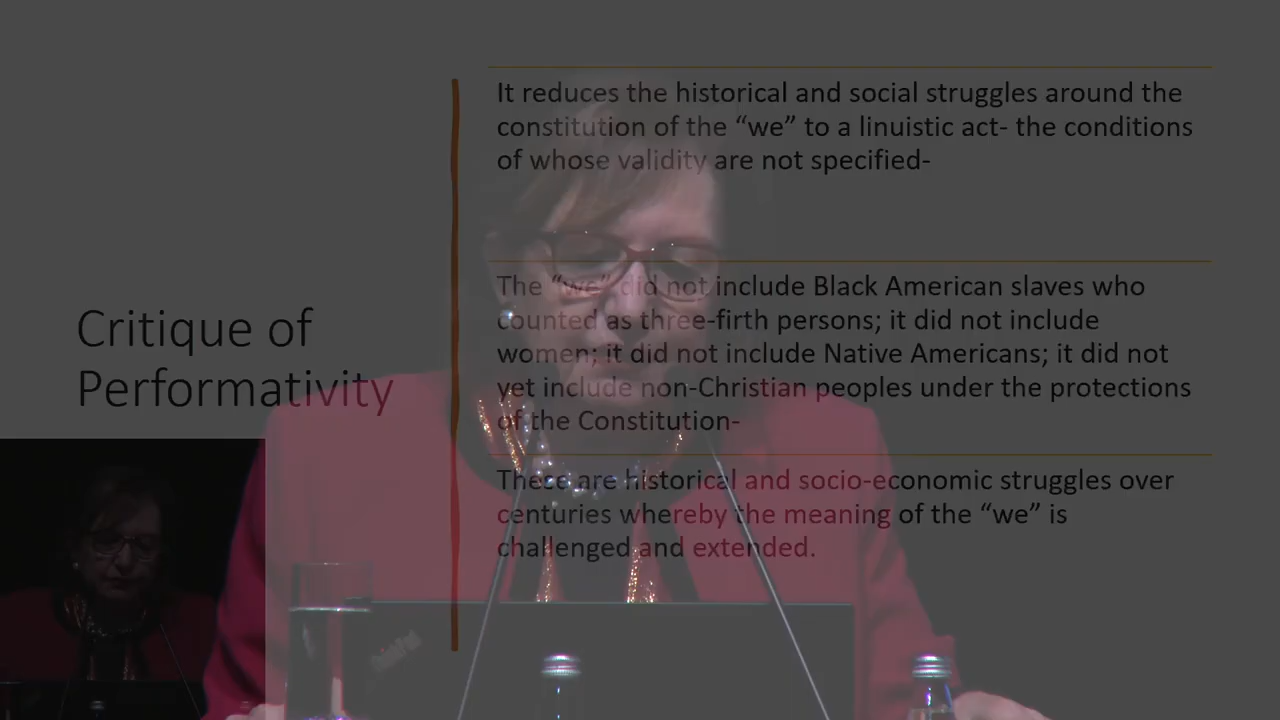 Critique of
Performativity
It reduces the historical and social struggles around the
constitution of the “we” to a linuistic act- the conditions
of whose validity are not specified-
The “we” did not include Black American slaves who
counted as three-firth persons; it did not include
women; it did not include Native Americans; it did not
yet include non-Christian peoples under the protections
of the Constitution-
These are historical and socio-economic struggles over
centuries whereby the meaning of the “we” is
challenged and extended.